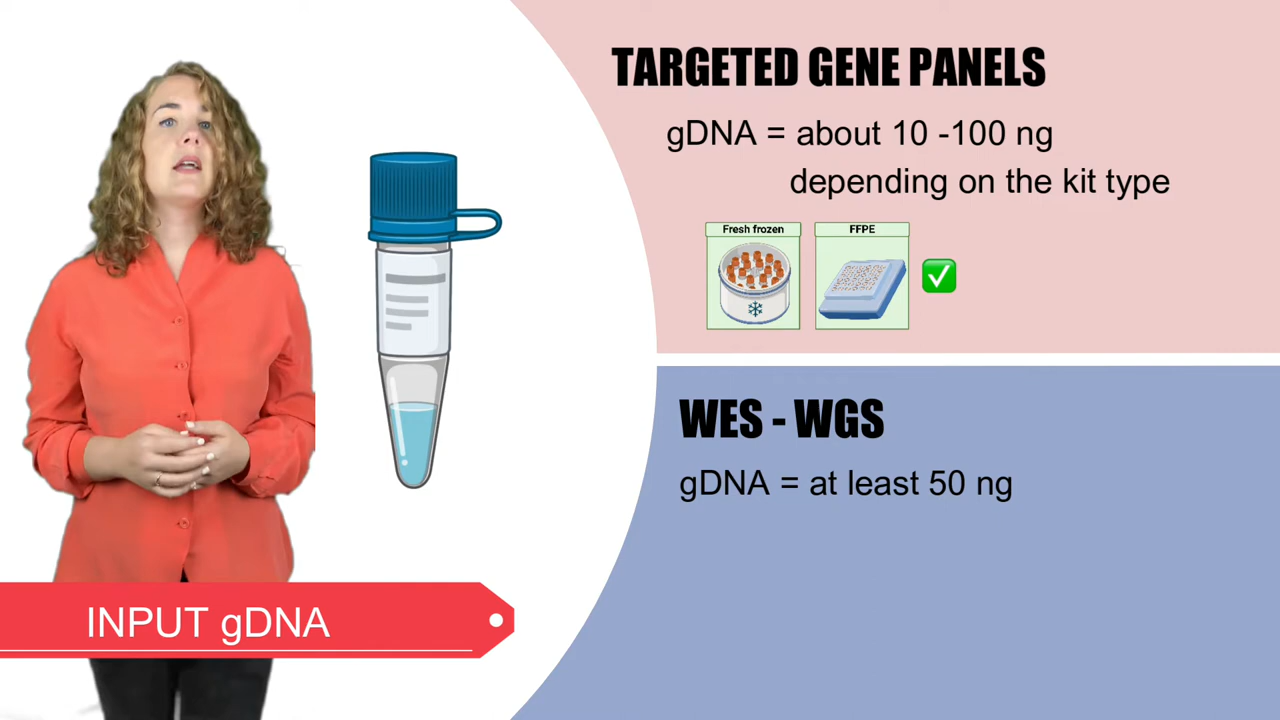 TARGETED GENE PANELS
gDNA = about 10 -100 ng
depending on the kit type
Fresh frozen
FFPE
WES - WGS
gDNA = at least 50 ng
INPUT gDNA